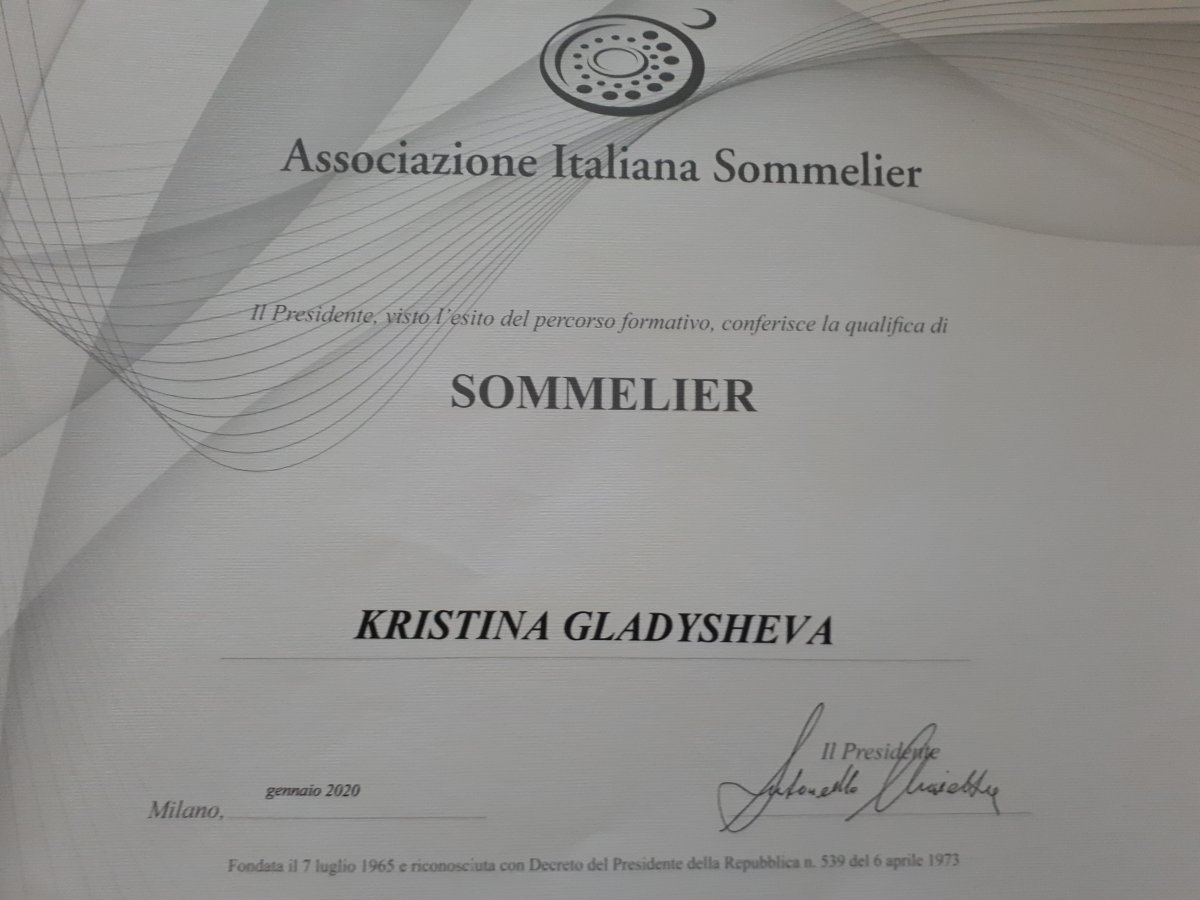 Associazione Italiana Sommelier
Il Presidente, visto l'esito del percorso formativo, conferisce la qualifica di
SOMMELIER
KRISTINA GLADYSHEVA
Il Presidente
gennaio 2020
Milano,
Fondata il 7 luglio 1965 e riconosciuta con Decreto del Presidente della Repubblica n. 539 del 6 aprile 1973